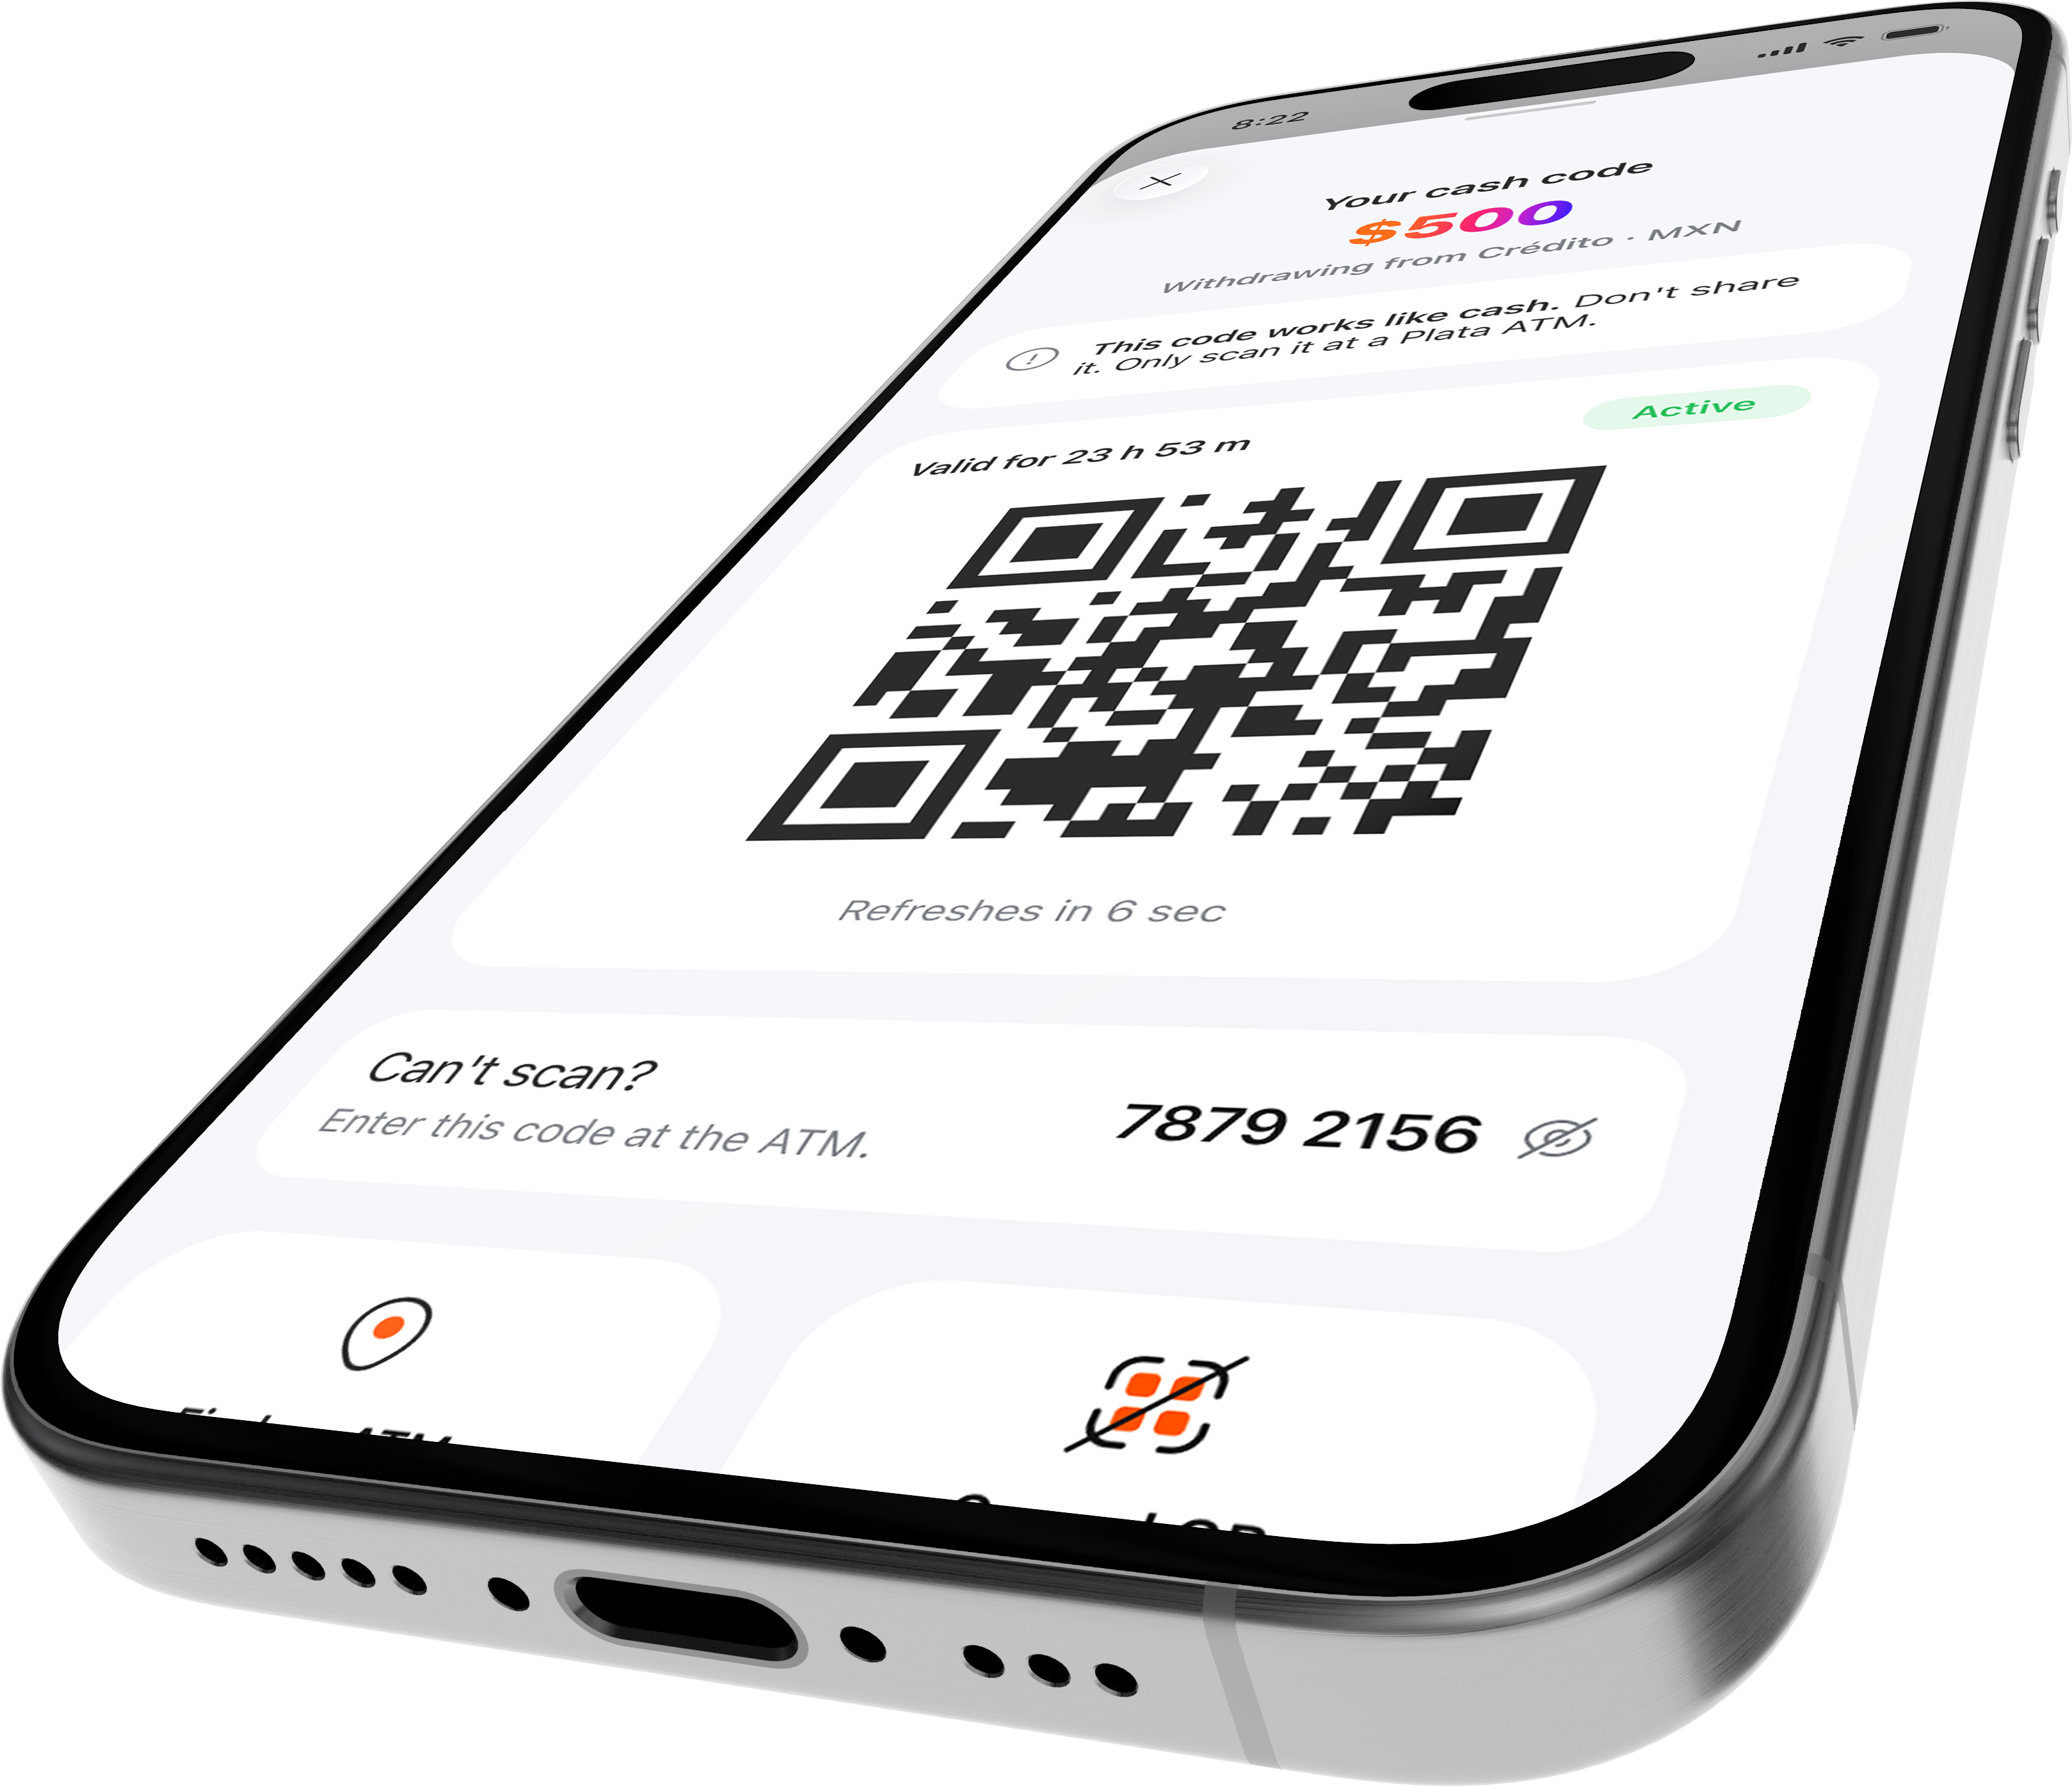 8:22
Your cash code
$500
Withdrawing from Crédito · MXN
This code works like cash. Don't share
it. Only scan it at a Plata ATM.
Active
Valid for 23 h 53 m
Refreshes in 6 sec
Can't scan?
Enter this code at the ATM.
7879 2156